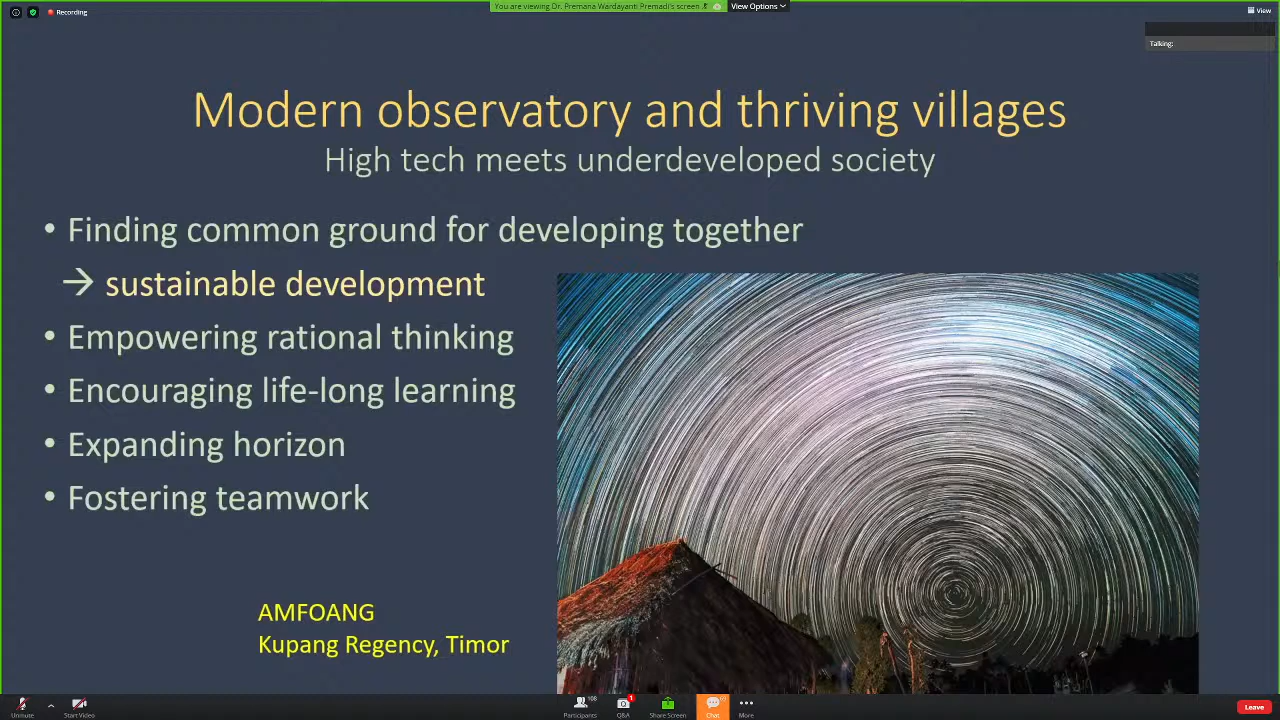 Recording
You are viewing Dr. Premana Wardayanti Premadi's screen
View Options
View
Talking:
Modern observatory and thriving villages
High tech meets underdeveloped society
• Finding common ground for developing together
→ sustainable development
• Empowering rational thinking
• Encouraging life-long learning
• Expanding horizon
• Fostering teamwork
AMFOANG
Kupang Regency, Timor
Unmute
Start Video
Participants
108
Q&A
1
Share Screen
Chat
More
Leave